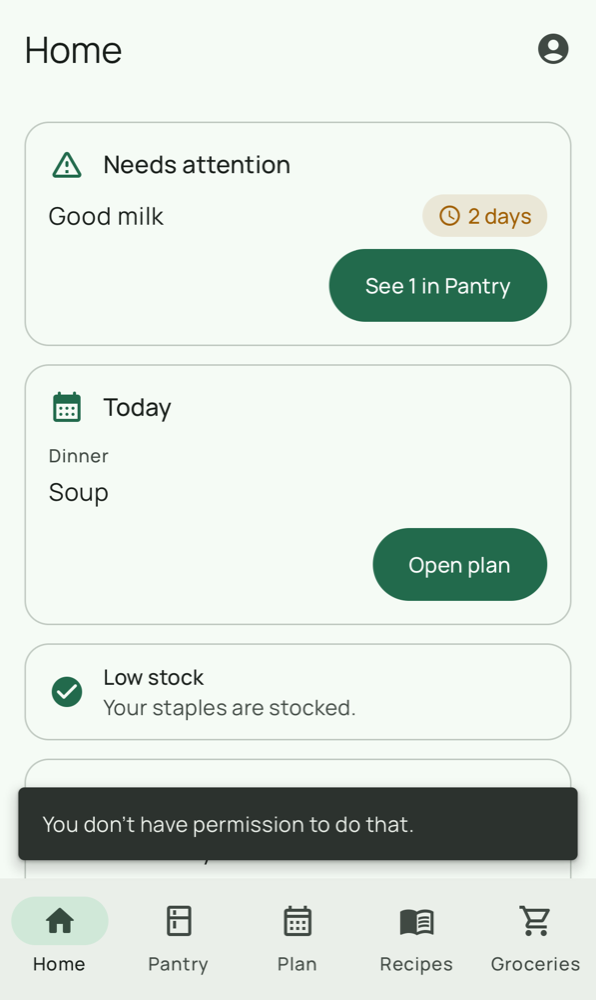 Home
Needs attention
Good milk
2 days
See 1 in Pantry
Today
Dinner
Soup
Open plan
Low stock
Your staples are stocked.
You don't have permission to do that.
Home
Pantry
Plan
Recipes
Groceries